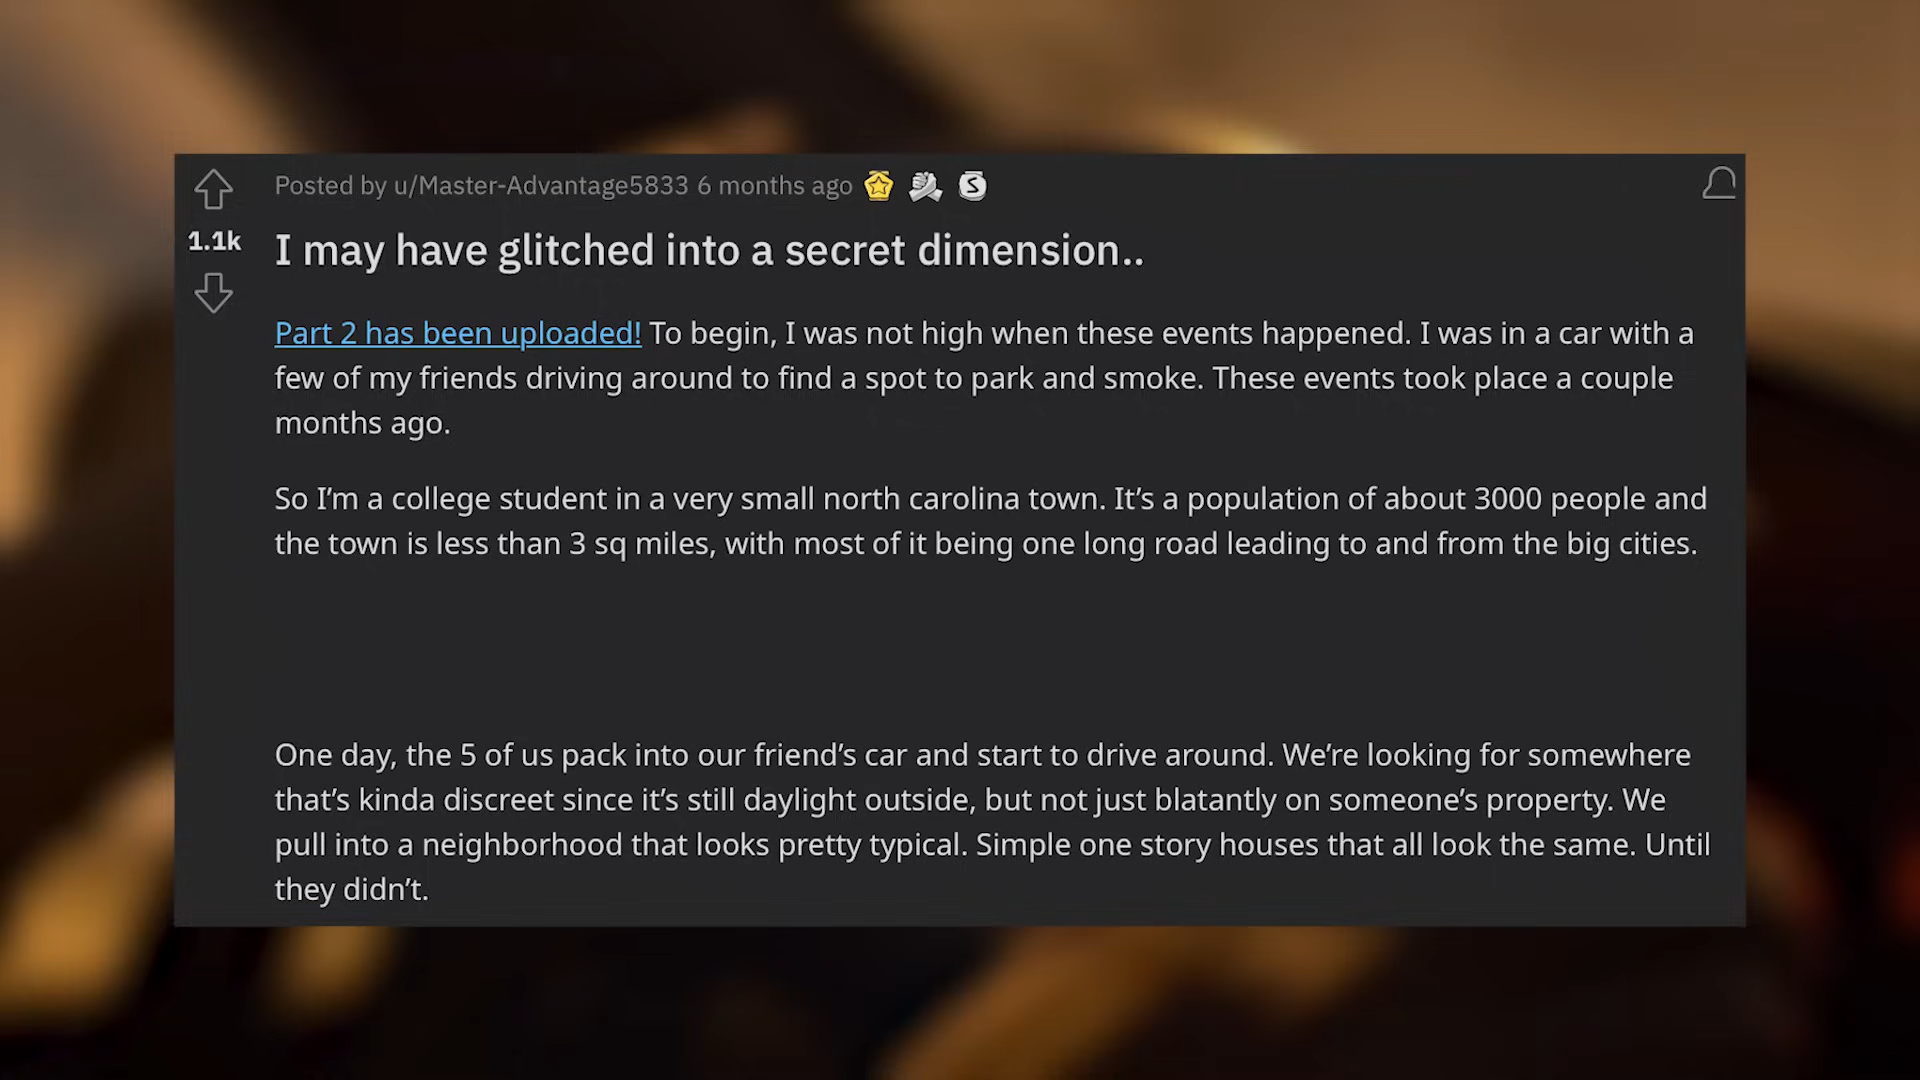 Posted by u/Master-Advantage5833 6 months ago
1.1k
I may have glitched into a secret dimension..
Part 2 has been uploaded! To begin, I was not high when these events happened. I was in a car with a
few of my friends driving around to find a spot to park and smoke. These events took place a couple
months ago.
So I’m a college student in a very small north carolina town. It’s a population of about 3000 people and
the town is less than 3 sq miles, with most of it being one long road leading to and from the big cities.
One day, the 5 of us pack into our friend’s car and start to drive around. We’re looking for somewhere
that’s kinda discreet since it’s still daylight outside, but not just blatantly on someone’s property. We
pull into a neighborhood that looks pretty typical. Simple one story houses that all look the same. Until
they didn’t.